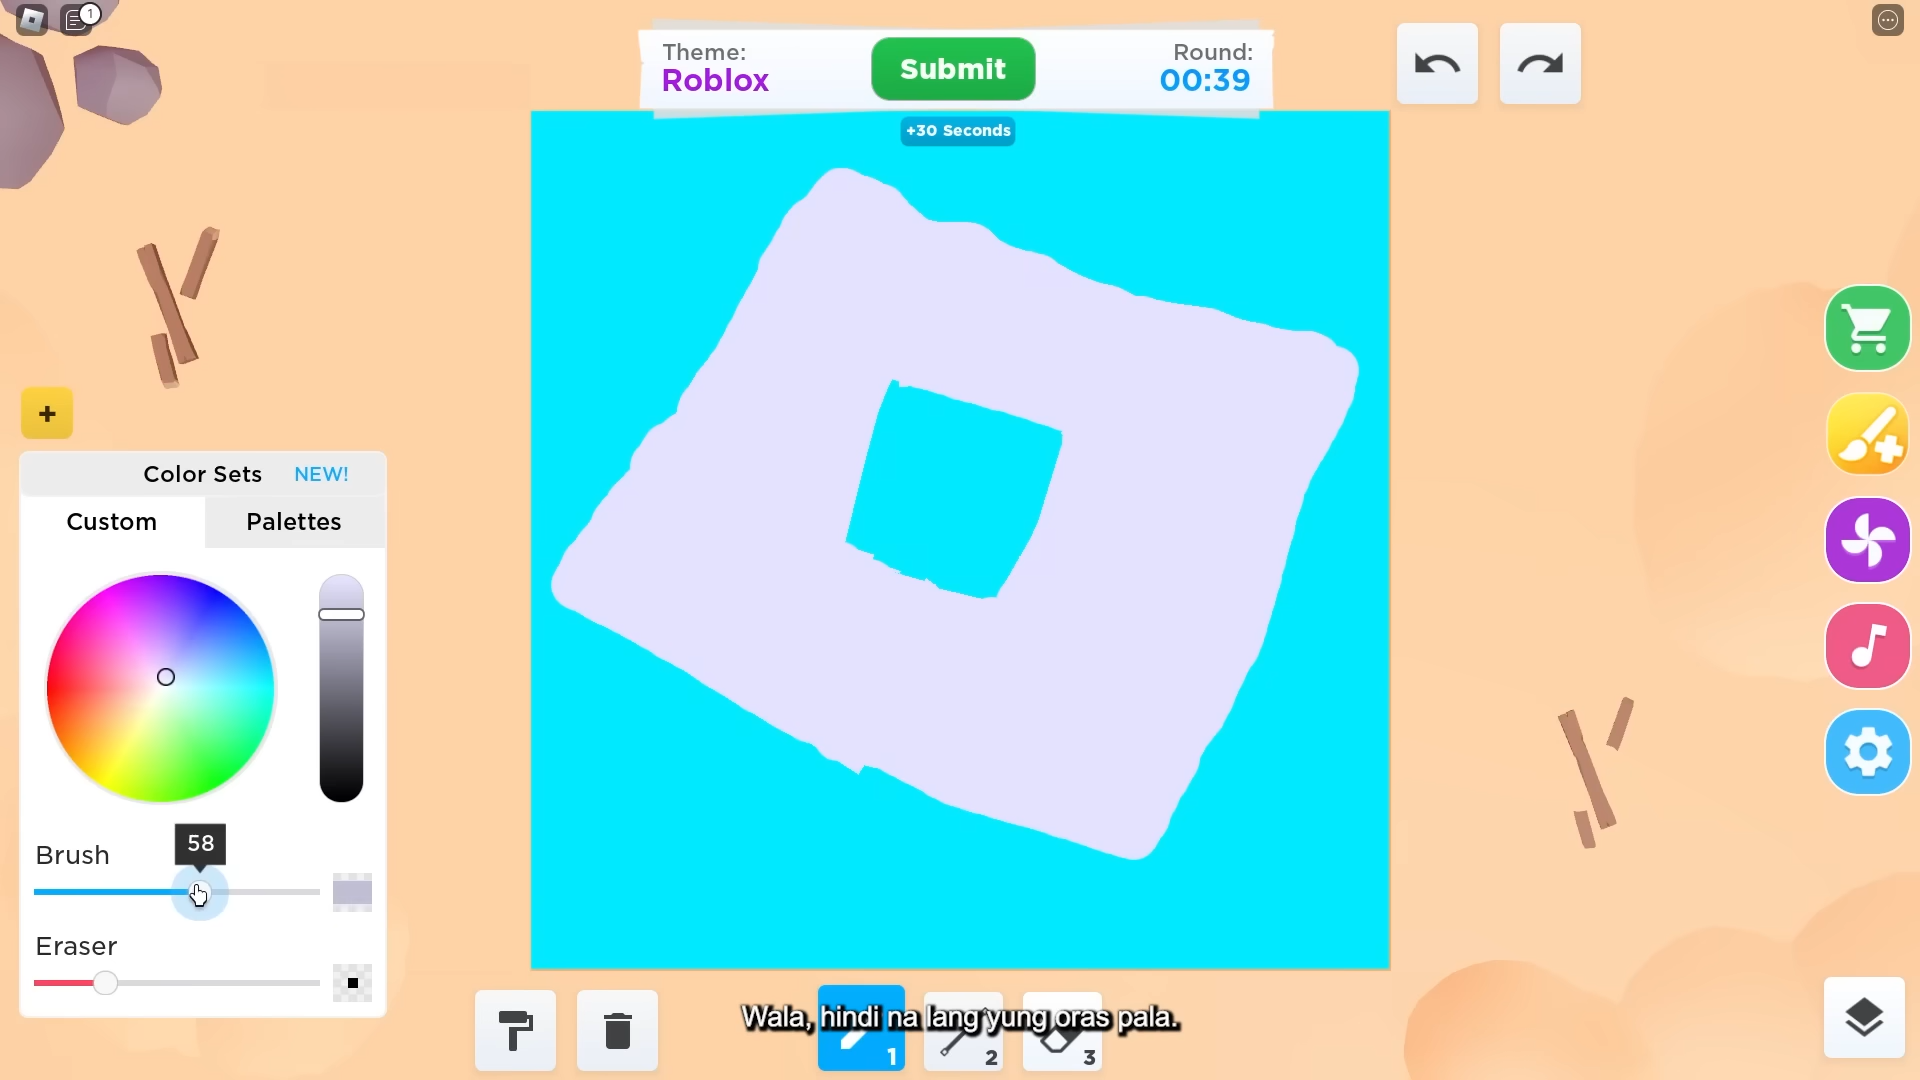 1
Theme:
Roblox
Submit
Round:
00:39
+30 Seconds
+
Color Sets NEW!
Custom
Palettes
58
Brush
Eraser
1
2
3
Wala, hindi na lang yung oras pala.